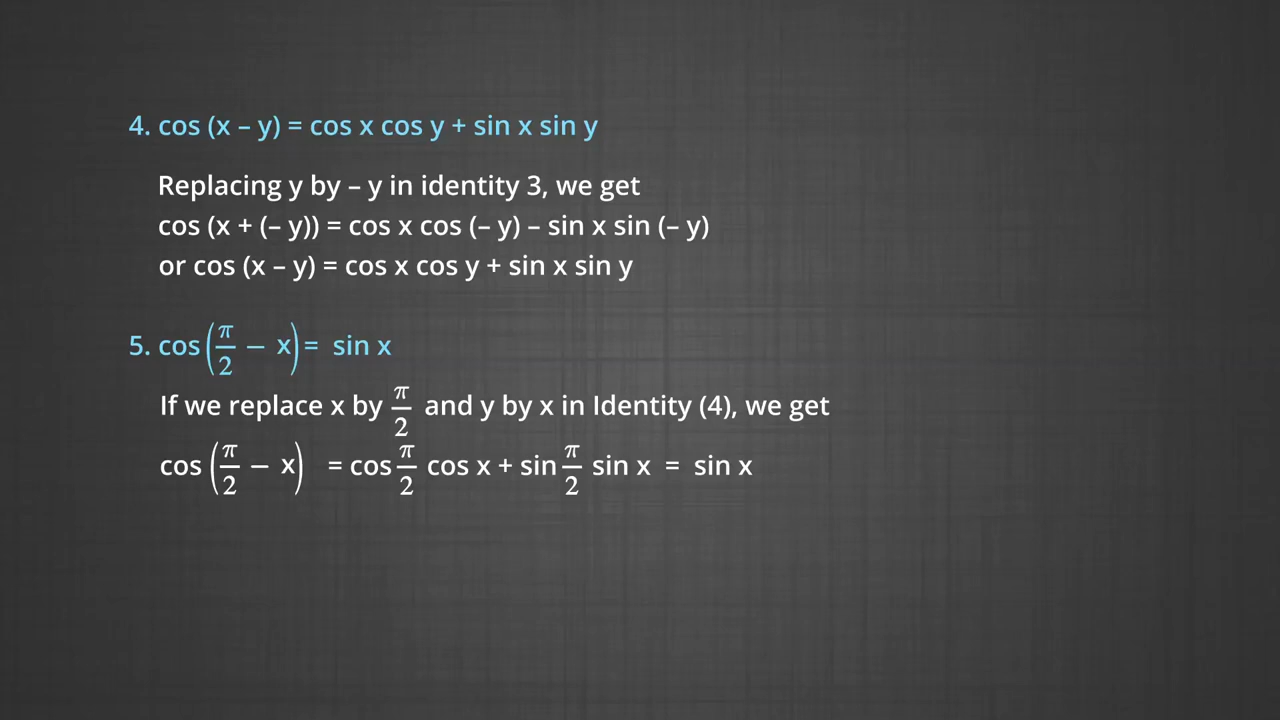 4. cos (x – y) = cos x cos y + sin x sin y
Replacing y by – y in identity 3, we get
cos (x + (– y)) = cos x cos (– y) – sin x sin (– y)
or cos (x – y) = cos x cos y + sin x sin y
5. cos (π/2 − x) = sin x
If we replace x by π/2 and y by x in Identity (4), we get
cos (π/2 − x) = cos π/2 cos x + sin π/2 sin x = sin x